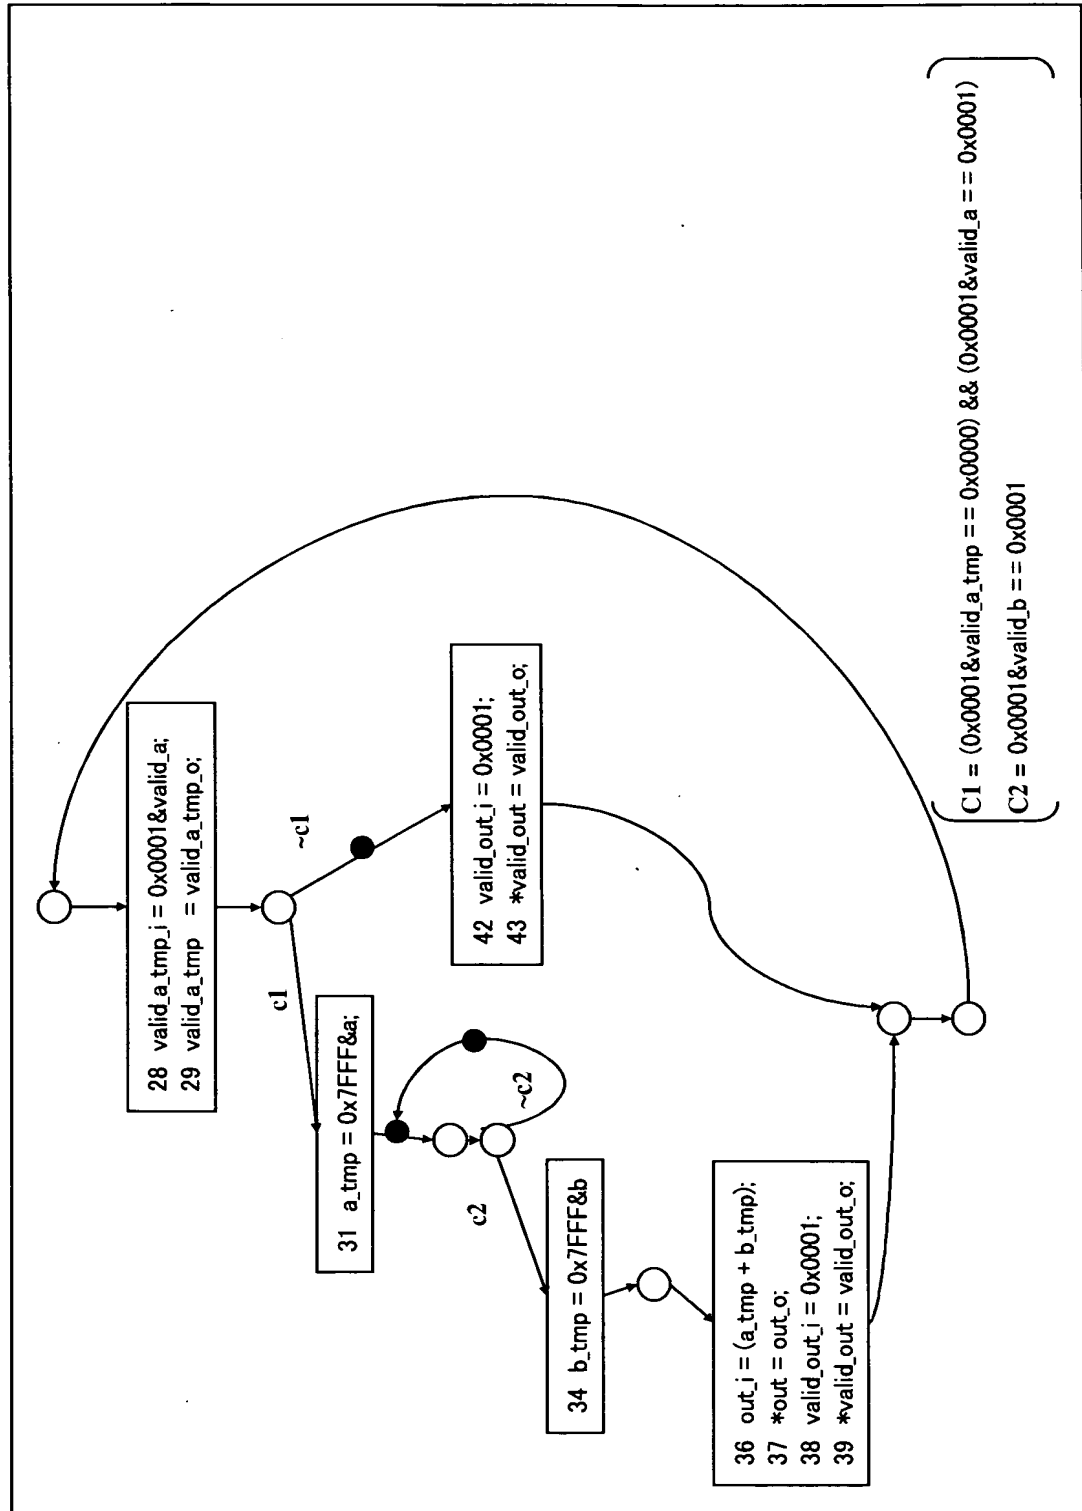 28 valid_a_tmp_i = 0x0001&valid_a;
29 valid_a_tmp = valid_a_tmp_o;
c1
~c1
31 a_tmp = 0x7FFF&a;
42 valid_out_i = 0x0001;
43 *valid_out = valid_out_o;
c2
~c2
34 b_tmp = 0x7FFF&b
36 out_i = (a_tmp + b_tmp);
37 *out = out_o;
38 valid_out_i = 0x0001;
39 *valid_out = valid_out_o;
C1 = (0x0001&valid_a_tmp == 0x0000) && (0x0001&valid_a == 0x0001)
C2 = 0x0001&valid_b == 0x0001